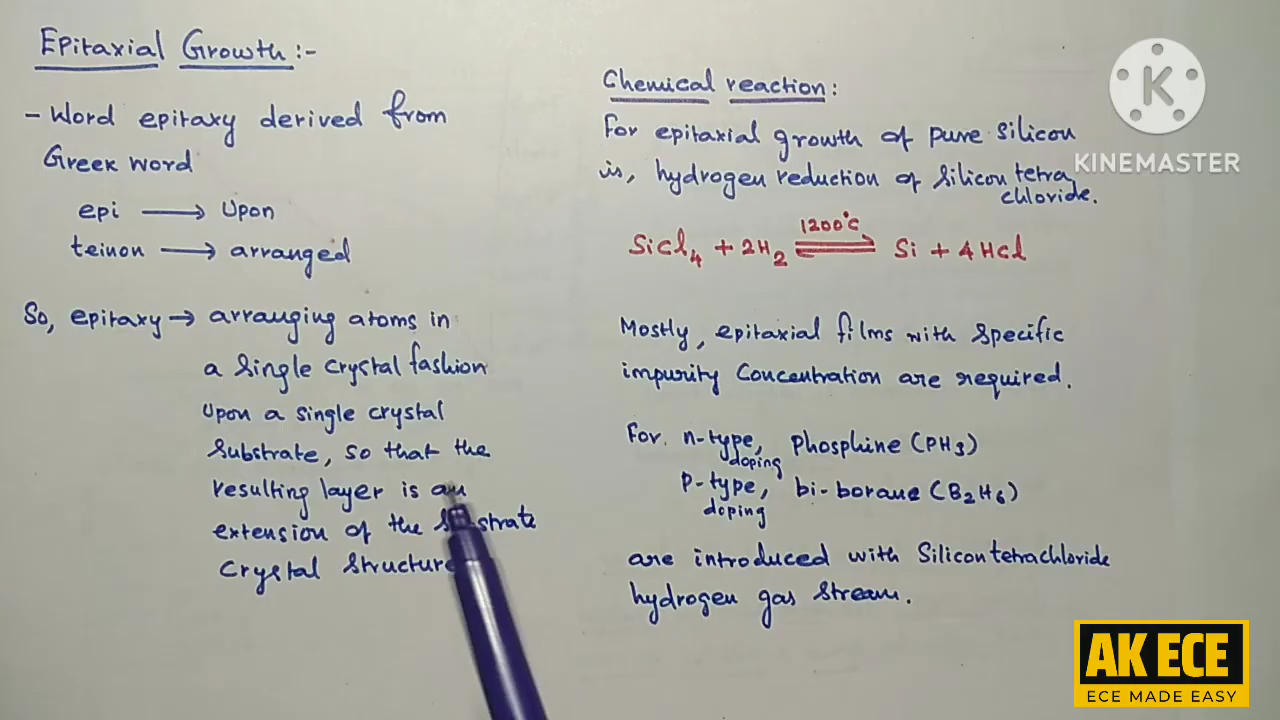 Epitaxial Growth:-
- Word epitaxy derived from
Greek word
epi → Upon
teinon → arranged
So, epitaxy → arranging atoms in
a single crystal fashion
Upon a single crystal
substrate, so that the
resulting layer is an
extension of the substrate
crystal structure
Chemical reaction:
For epitaxial growth of pure silicon
is, hydrogen reduction of silicon tetra
chloride.
1200°C
SiCl4 + 2H2 ⇌ Si + 4HCl
Mostly, epitaxial films with specific
impurity concentration are required.
For n-type, phosphine (PH3)
doping
p-type, bi-borane (B2H6)
doping
are introduced with silicon tetrachloride
hydrogen gas stream.
K
KINEMASTER
AK ECE
ECE MADE EASY